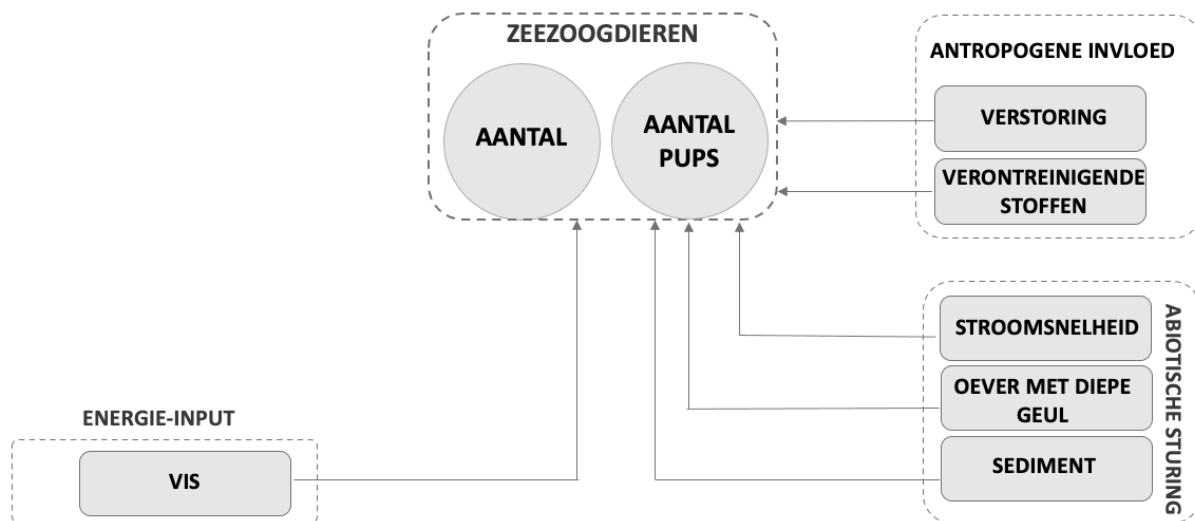 ZEEZOOGDIEREN
AANTAL
AANTAL
PUPS
ANTROPOGENE INVLOED
VERSTORING
VERONTREINIGENDE
STOFFEN
STROOMSNELHEID
OEVER MET DIEPE
GEUL
SEDIMENT
ABIOTISCHE STURING
ENERGIE-INPUT
VIS